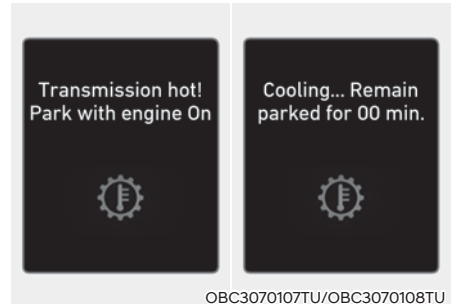 Transmission hot!
Park with engine On
Cooling... Remain
parked for 00 min.
OBC3070107TU/OBC3070108TU